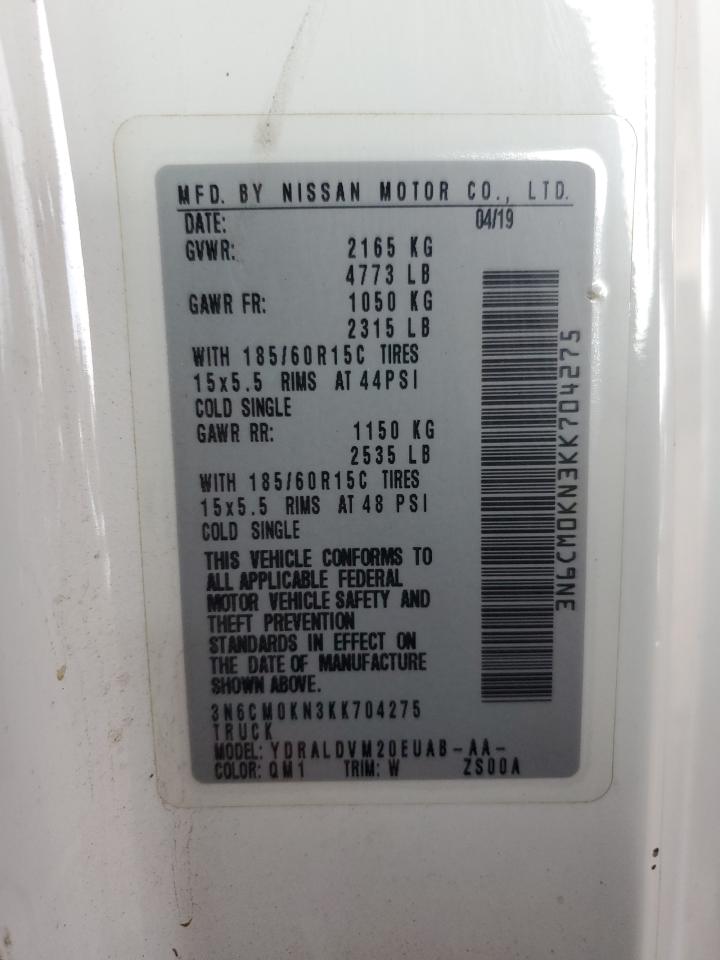 MFD. BY NISSAN MOTOR CO., LTD.
DATE: 04/19
GVWR: 2165 KG
4773 LB
GAWR FR: 1050 KG
2315 LB
WITH 185/60R15C TIRES
15x5.5 RIMS AT 44PSI
COLD SINGLE
GAWR RR: 1150 KG
2535 LB
WITH 185/60R15C TIRES
15x5.5 RIMS AT 48 PSI
COLD SINGLE
THIS VEHICLE CONFORMS TO
ALL APPLICABLE FEDERAL
MOTOR VEHICLE SAFETY AND
THEFT PREVENTION
STANDARDS IN EFFECT ON
THE DATE OF MANUFACTURE
SHOWN ABOVE.
3N6CM0KN3KK704275
TRUCK
MODEL: YDRALDVM20EUAB-AA-
COLOR: QM1 TRIM: W ZS00A
3N6CM0KN3KK704275